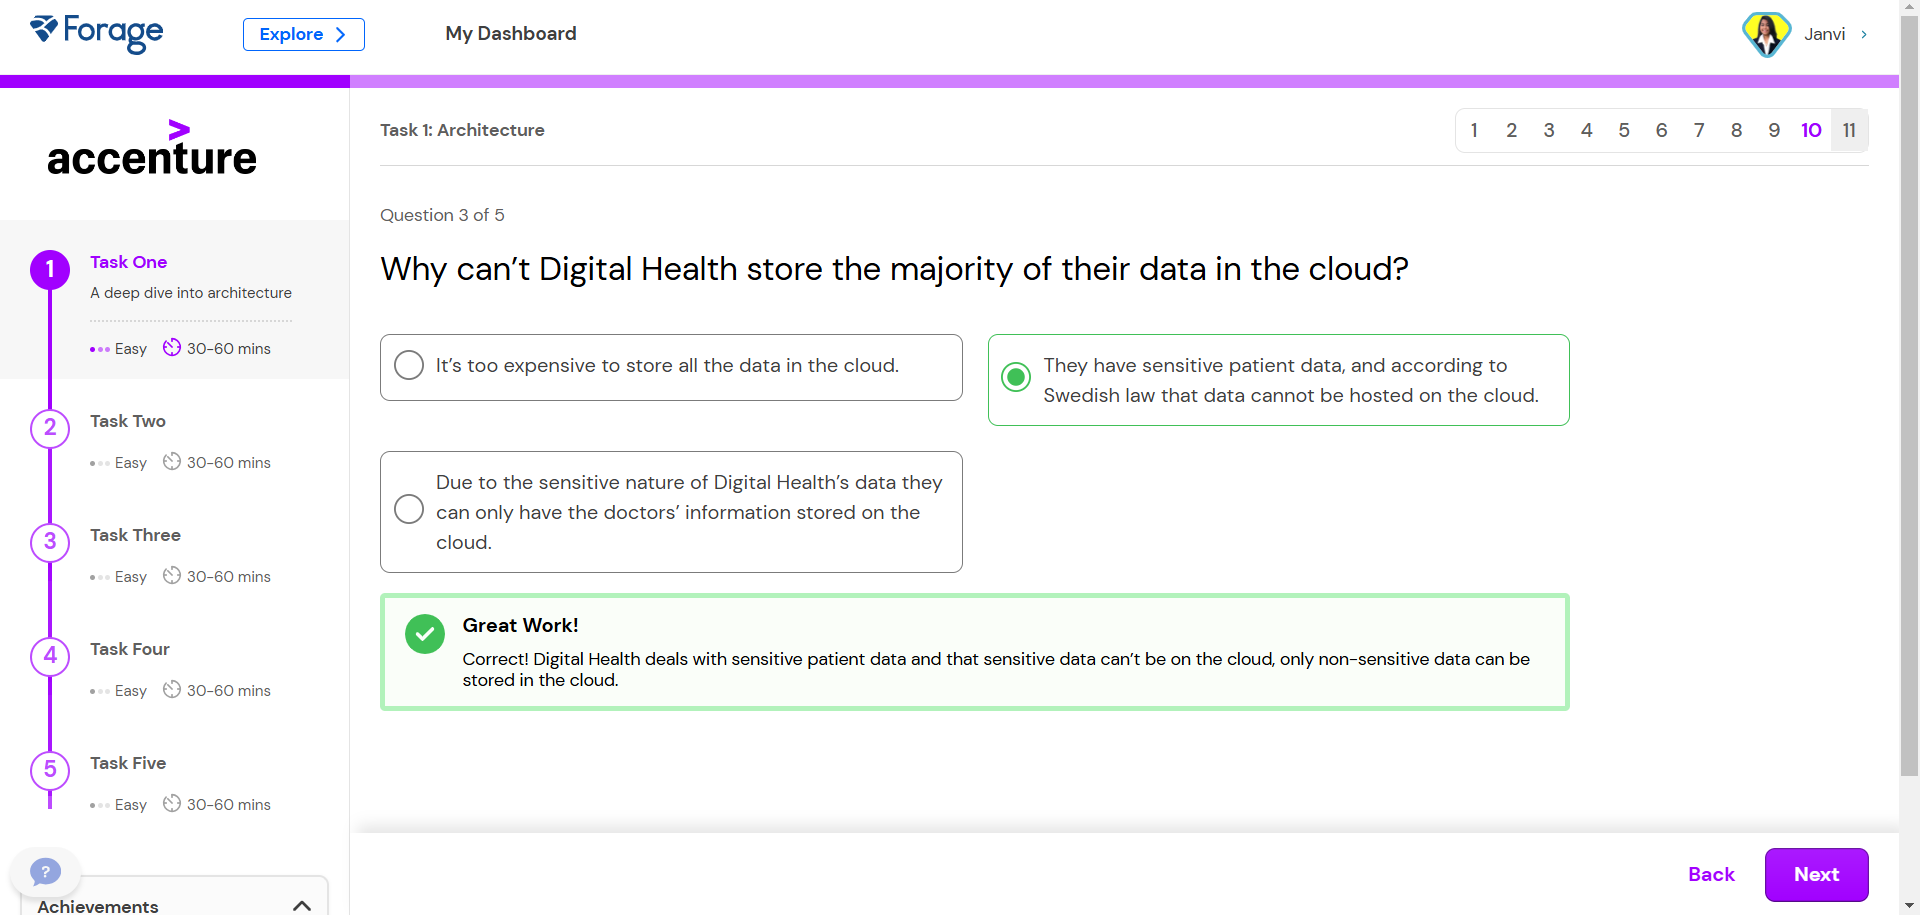 Forage
Explore
My Dashboard
Janvi
accenture
Task 1: Architecture
1 2 3 4 5 6 7 8 9 10 11
1
Task One
A deep dive into architecture
Easy 30-60 mins
2
Task Two
Easy 30-60 mins
3
Task Three
Easy 30-60 mins
4
Task Four
Easy 30-60 mins
5
Task Five
Easy 30-60 mins
?
Achievements
Question 3 of 5
Why can’t Digital Health store the majority of their data in the cloud?
It’s too expensive to store all the data in the cloud.
They have sensitive patient data, and according to
Swedish law that data cannot be hosted on the cloud.
Due to the sensitive nature of Digital Health’s data they
can only have the doctors’ information stored on the
cloud.
Great Work!
Correct! Digital Health deals with sensitive patient data and that sensitive data can’t be on the cloud, only non-sensitive data can be
stored in the cloud.
Back
Next